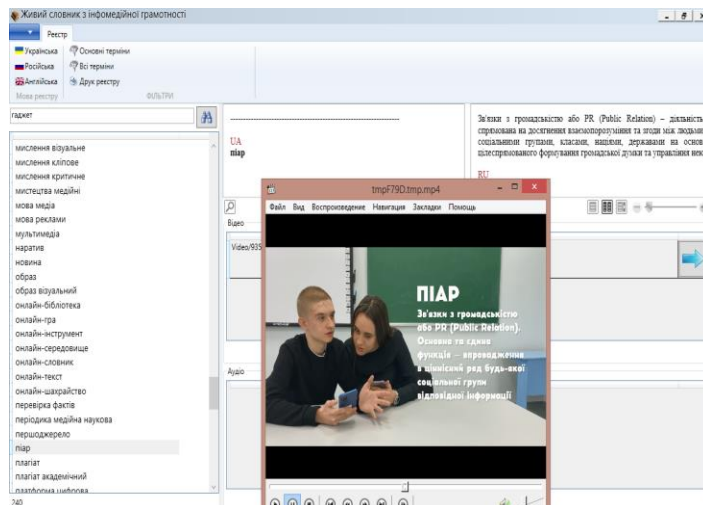 Живий словник з інфомедійної грамотності
Реєстр
Українська
Російська
Англійська
Мова реєстру
Основні терміни
Всі терміни
Друк реєстру
ФІЛЬТРИ
гаджет
мислення візуальне
мислення кліпове
мислення критичне
мистецтва медійні
мова медіа
мова реклами
мультимедіа
наратив
новина
образ
образ візуальний
онлайн-бібліотека
онлайн-гра
онлайн-інструмент
онлайн-середовище
онлайн-словник
онлайн-текст
онлайн-шахрайство
перевірка фактів
періодика медійна наукова
першоджерело
піар
плагіат
плагіат академічний
платформа цифрова
240
UA
піар
Зв'язки з громадськістю або PR (Public Relation) – діяльність
спрямована на досягнення взаємопорозуміння та згоди між людьми
соціальними групами, класами, націями, державами на основ
цілеспрямованого формування громадської думки та управління нею
RU
Відео
Video/935
Аудіо
tmpF79D.tmp.mp4
Файл Вид Воспроизведение Навигация Закладки Помощь
ПІАР
Зв'язки з громадськістю
або PR (Public Relation).
Основна та єдина
функція – впровадження
в ціннісний ряд будь-якої
соціальної групи
відповідної інформації